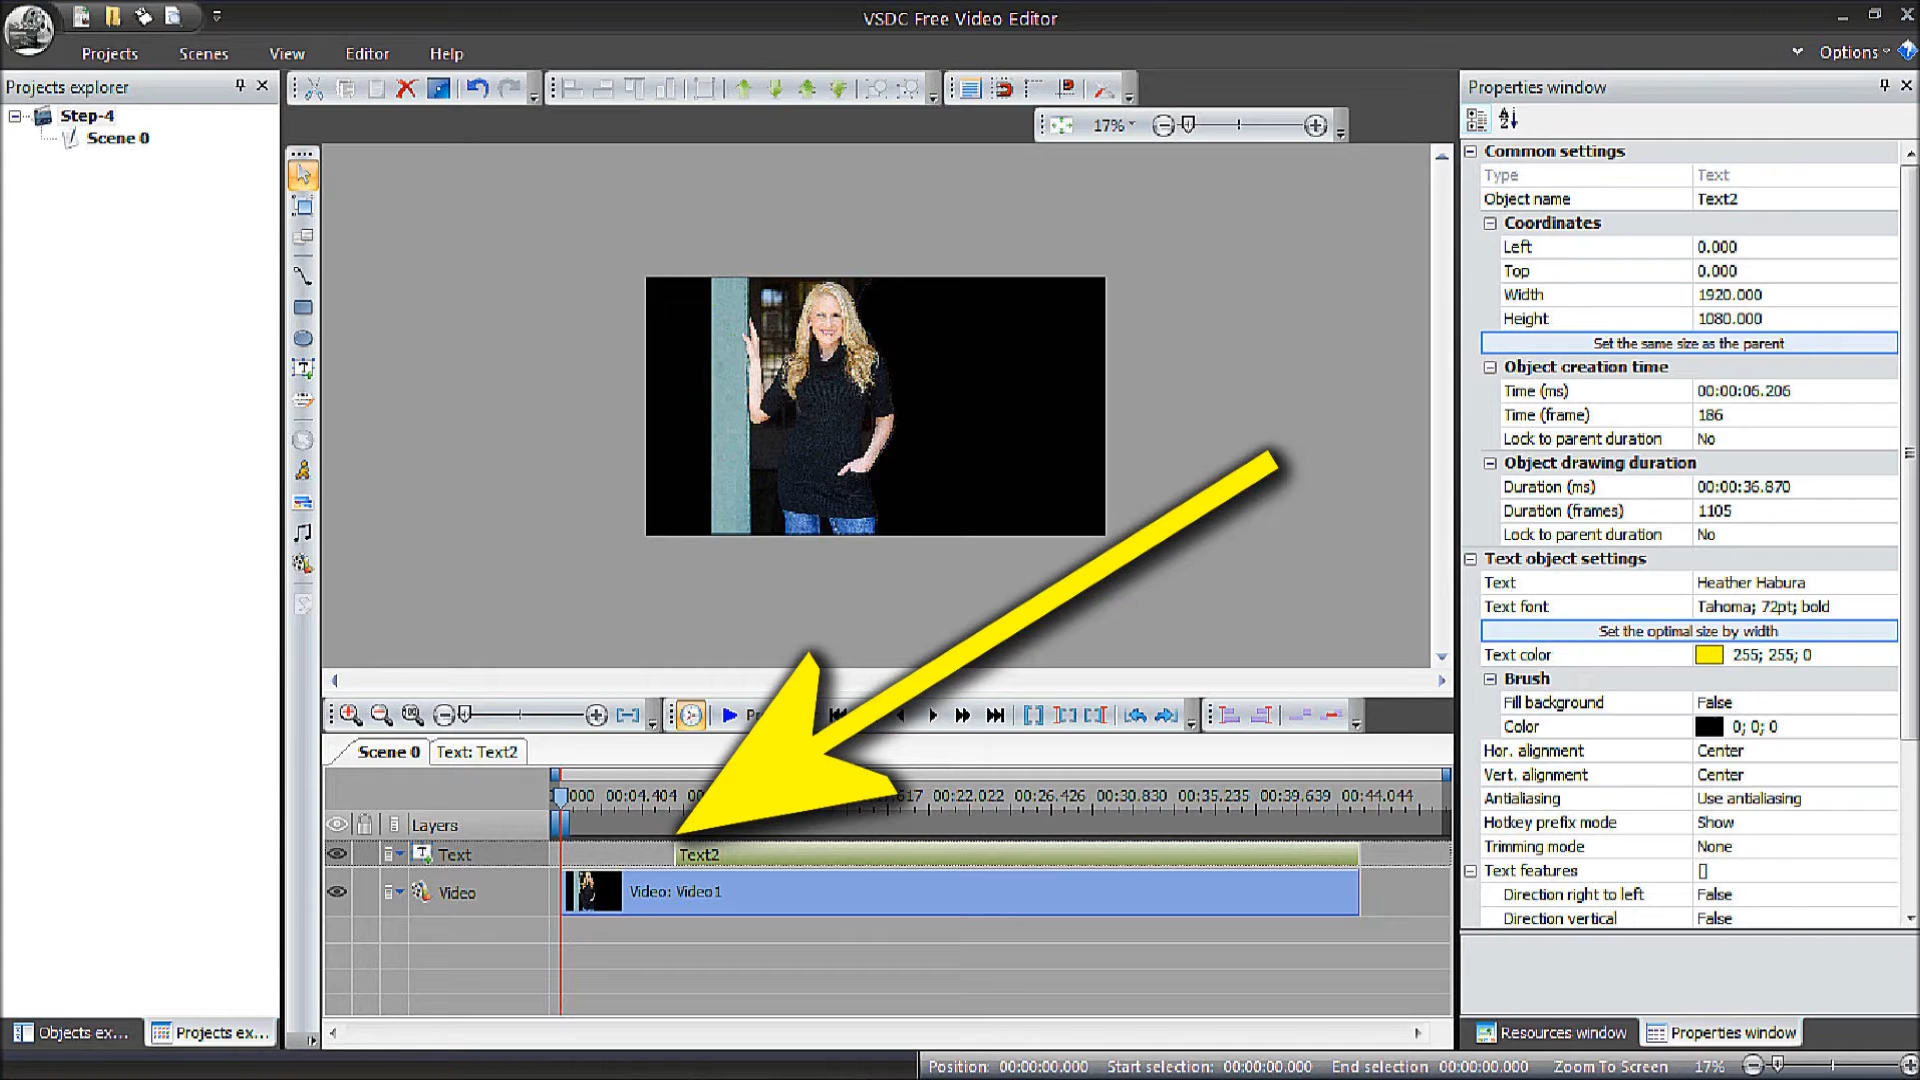 VSDC Free Video Editor
Projects
Scenes
View
Editor
Help
Options
Projects explorer
Step-4
Scene 0
17%
Properties window
Common settings
Type Text
Object name Text2
Coordinates
Left 0.000
Top 0.000
Width 1920.000
Height 1080.000
Set the same size as the parent
Object creation time
Time (ms) 00:00:06.206
Time (frame) 186
Lock to parent duration No
Object drawing duration
Duration (ms) 00:00:36.870
Duration (frames) 1105
Lock to parent duration No
Text object settings
Text Heather Habura
Text font Tahoma; 72pt; bold
Set the optimal size by width
Text color 255; 255; 0
Brush
Fill background False
Color 0; 0; 0
Hor. alignment Center
Vert. alignment Center
Antialiasing Use antialiasing
Hotkey prefix mode Show
Trimming mode None
Text features []
Direction right to left False
Direction vertical False
Scene 0 Text: Text2
000 00:04.404 00 617 00:22.022 00:26.426 00:30.830 00:35.235 00:39.639 00:44.044
Layers
Text Text2
Video Video: Video1
Objects ex... Projects ex...
Resources window Properties window
Position: 00:00:00.000 Start selection: 00:00:00.000 End selection 00:00:00.000 Zoom To Screen 17%